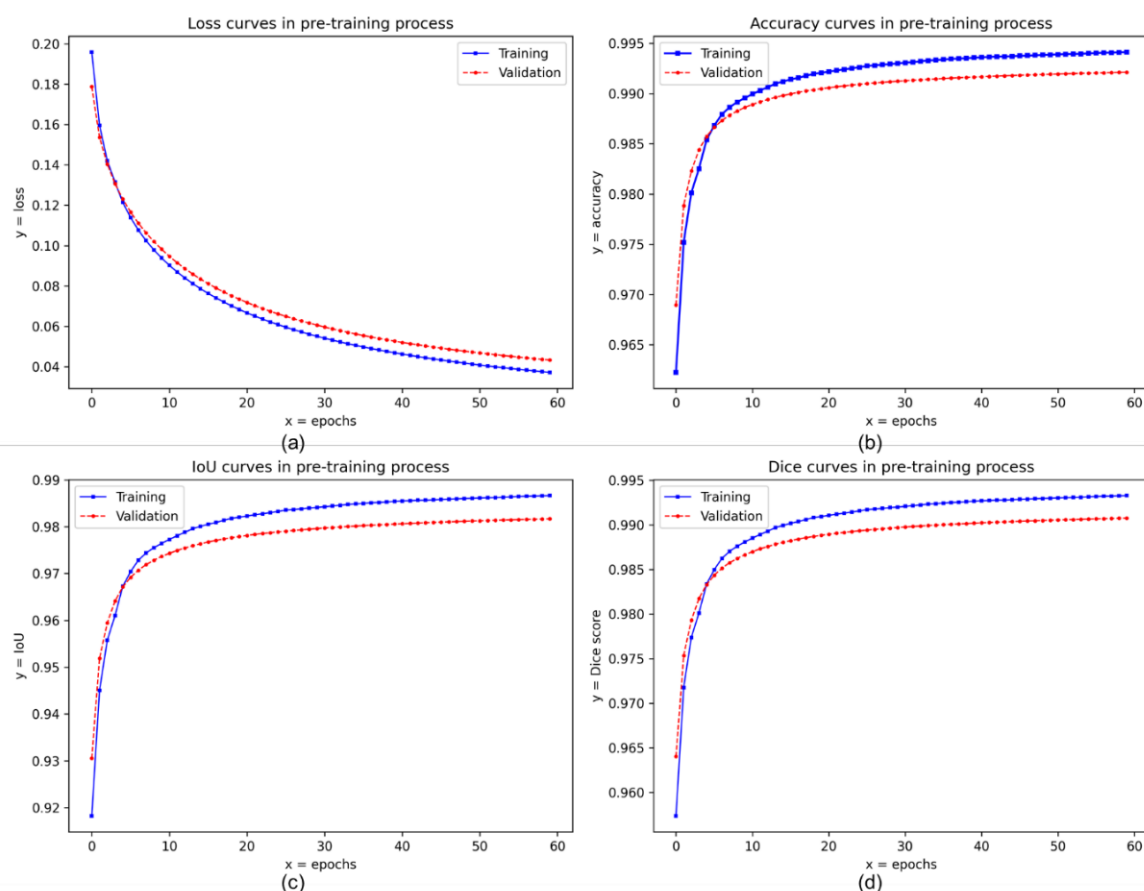 Loss curves in pre-training process
0.20
0.18
0.16
0.14
0.12
0.10
0.08
0.06
0.04
y = loss
Training
Validation
0 10 20 30 40 50 60
x = epochs
(a)
Accuracy curves in pre-training process
0.995
0.990
0.985
0.980
0.975
0.970
0.965
y = accuracy
Training
Validation
0 10 20 30 40 50 60
x = epochs
(b)
IoU curves in pre-training process
0.99
0.98
0.97
0.96
0.95
0.94
0.93
0.92
y = IoU
Training
Validation
0 10 20 30 40 50 60
x = epochs
(c)
Dice curves in pre-training process
0.995
0.990
0.985
0.980
0.975
0.970
0.965
0.960
y = Dice score
Training
Validation
0 10 20 30 40 50 60
x = epochs
(d)